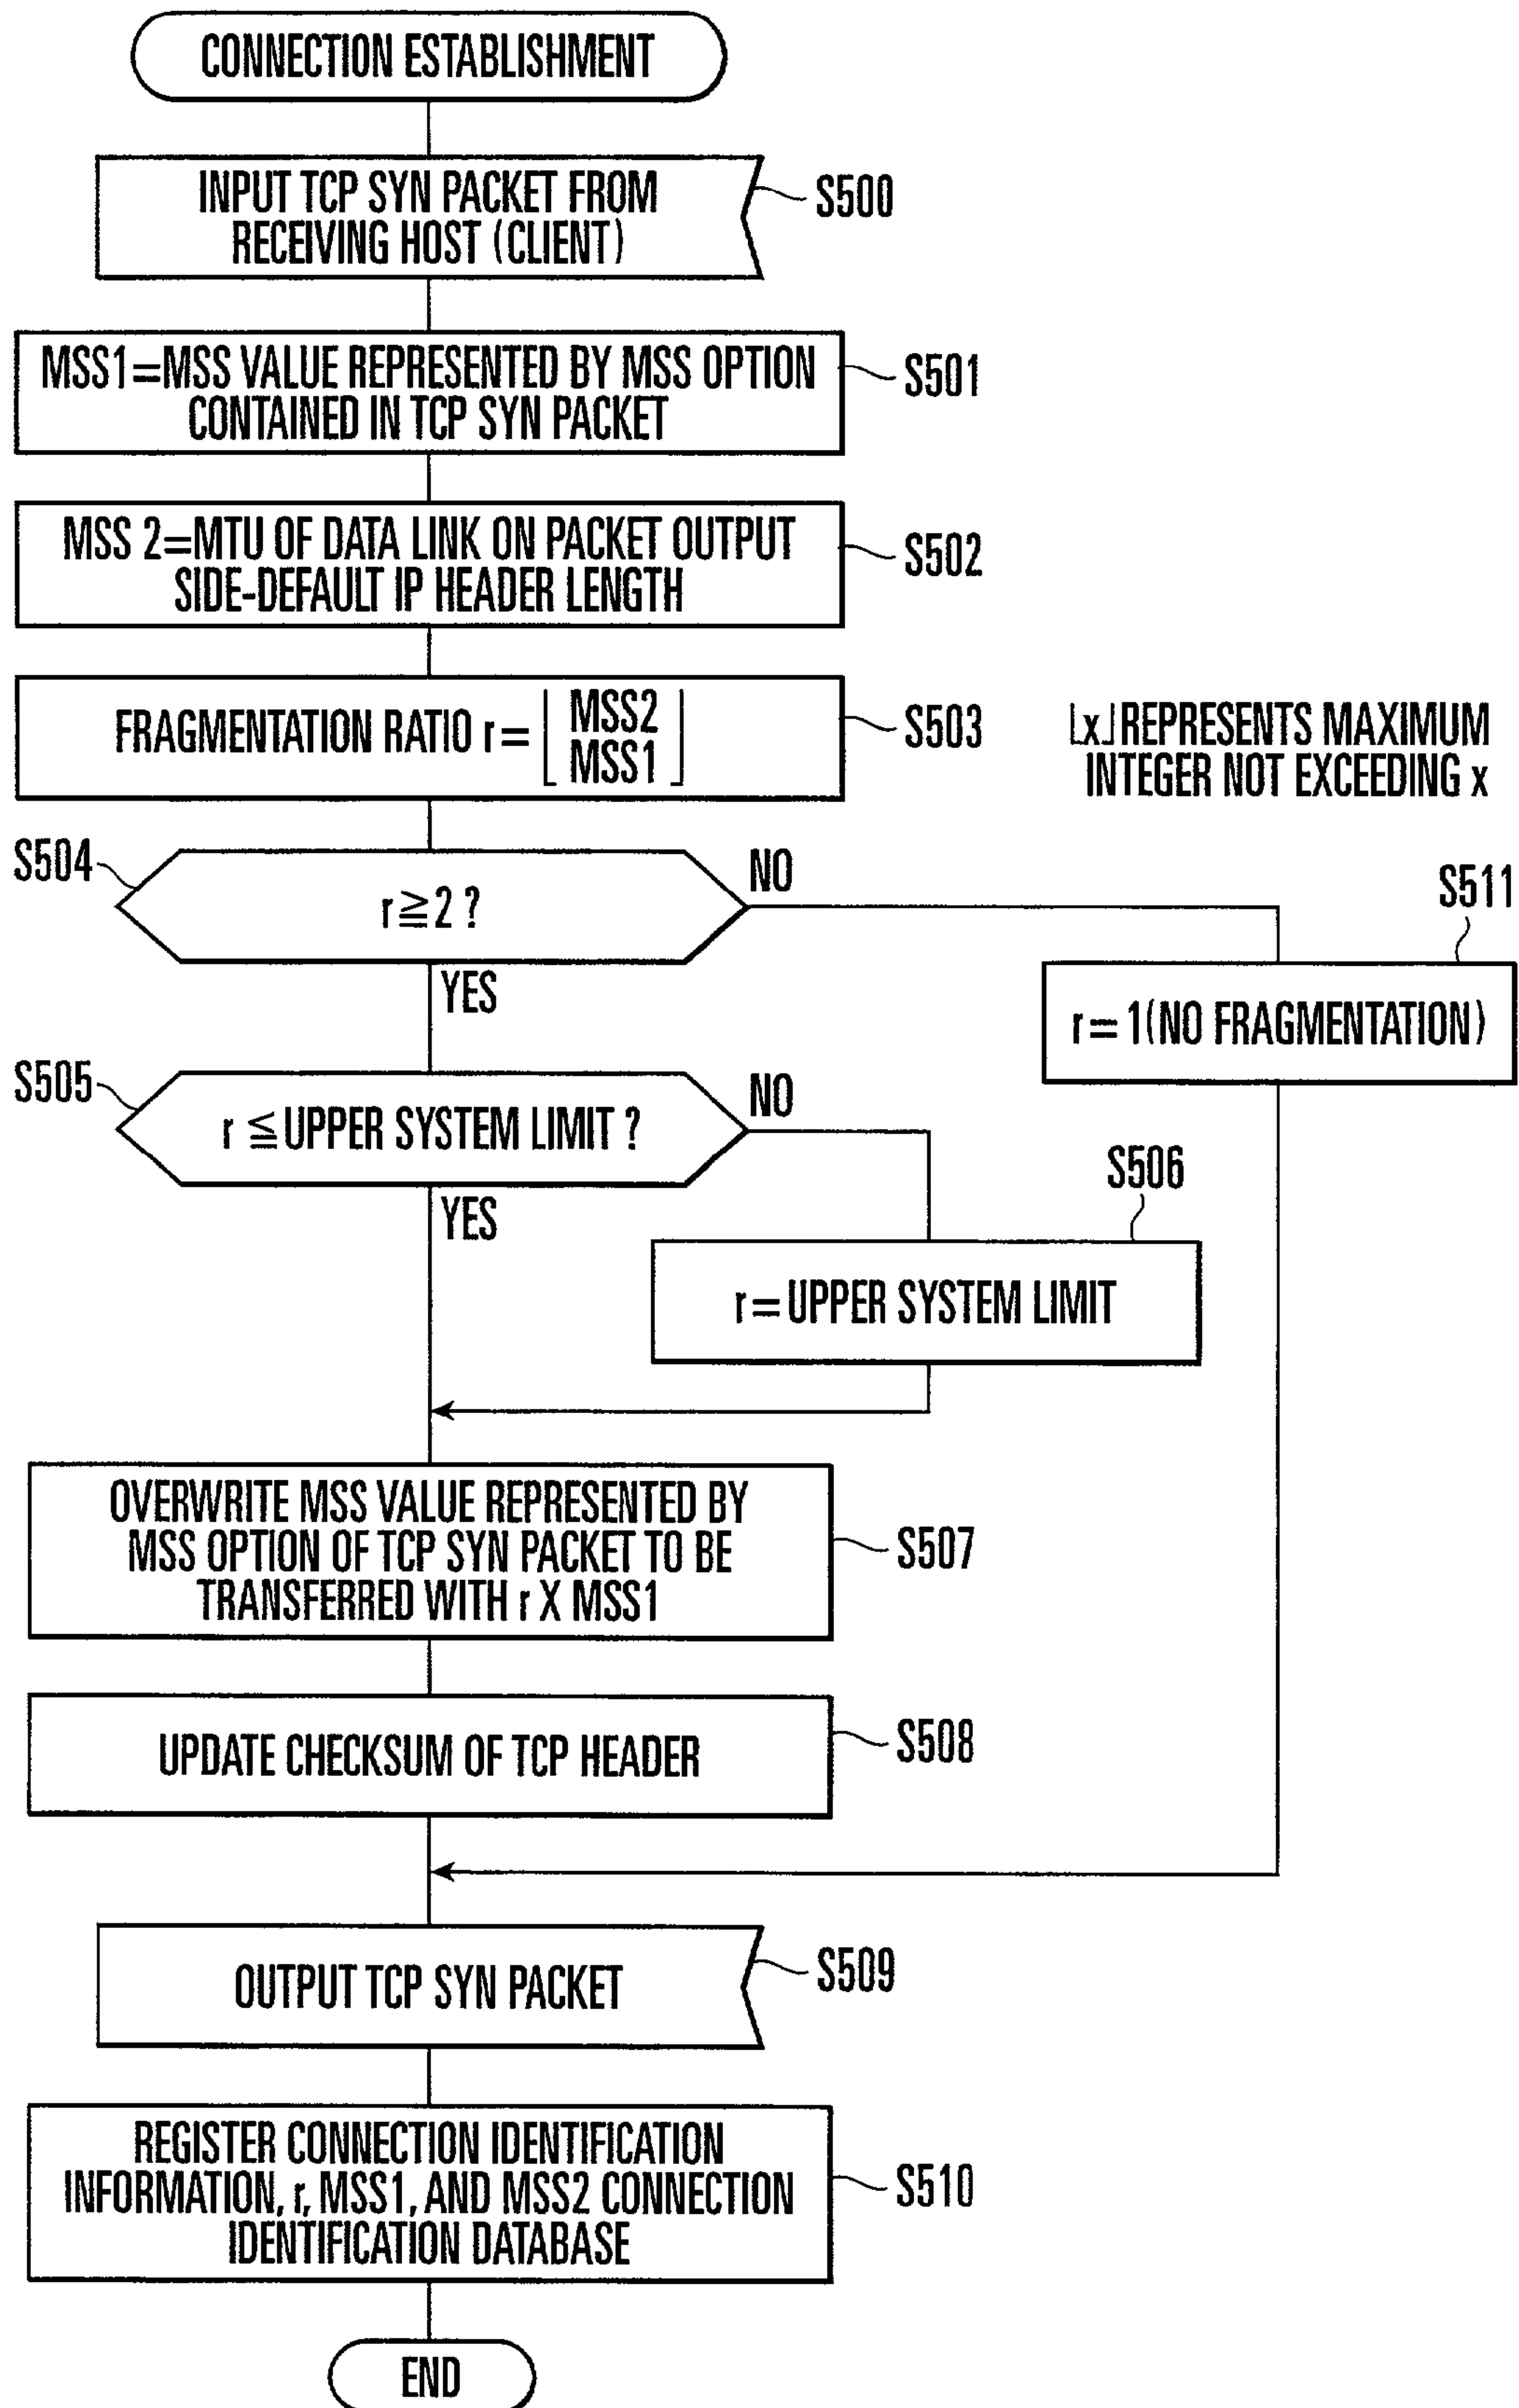 CONNECTION ESTABLISHMENT
INPUT TCP SYN PACKET FROM
RECEIVING HOST (CLIENT)
S500
MSS1=MSS VALUE REPRESENTED BY MSS OPTION
CONTAINED IN TCP SYN PACKET
S501
MSS 2=MTU OF DATA LINK ON PACKET OUTPUT
SIDE-DEFAULT IP HEADER LENGTH
S502
FRAGMENTATION RATIO r=⌊MSS2
MSS1⌋
S503
⌊x⌋ REPRESENTS MAXIMUM
INTEGER NOT EXCEEDING x
S504
r≧2 ?
NO
YES
S511
r=1(NO FRAGMENTATION)
S505
r ≦UPPER SYSTEM LIMIT ?
NO
YES
S506
r=UPPER SYSTEM LIMIT
OVERWRITE MSS VALUE REPRESENTED BY
MSS OPTION OF TCP SYN PACKET TO BE
TRANSFERRED WITH r X MSS1
S507
UPDATE CHECKSUM OF TCP HEADER
S508
OUTPUT TCP SYN PACKET
S509
REGISTER CONNECTION IDENTIFICATION
INFORMATION, r, MSS1, AND MSS2 CONNECTION
IDENTIFICATION DATABASE
S510
END